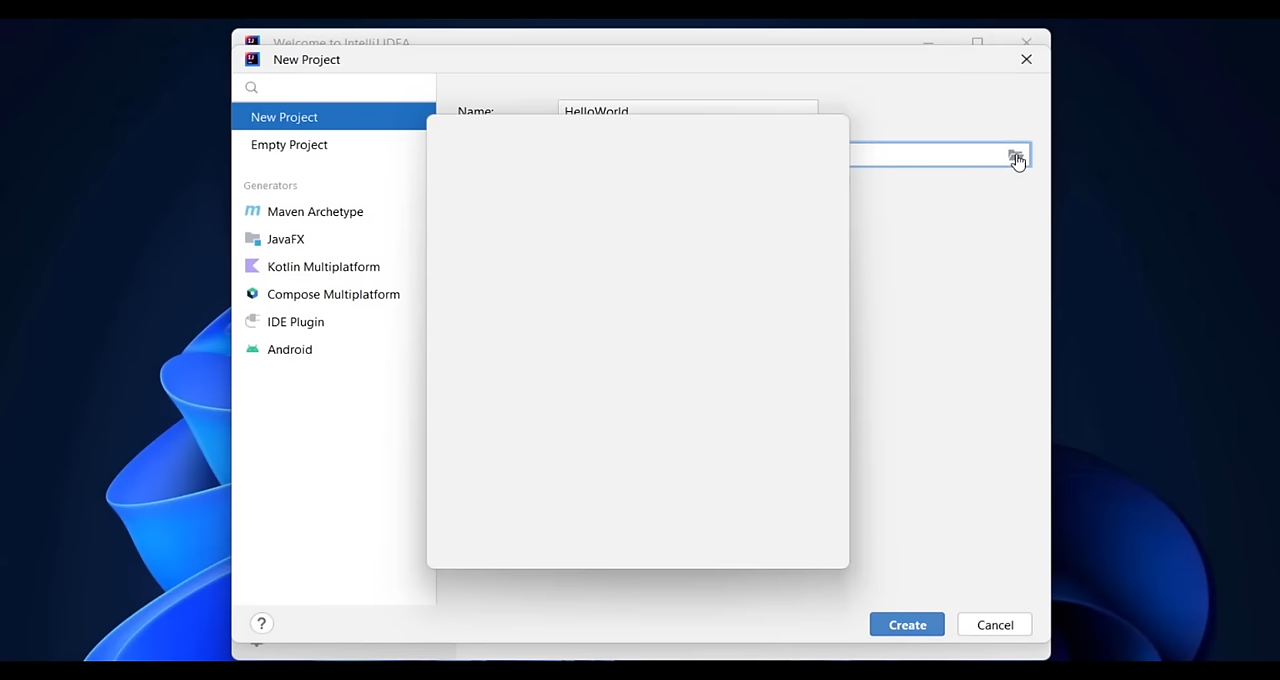 Welcome to IntelliJ IDEA
New Project
New Project
Name: HelloWorld
Empty Project
Generators
Maven Archetype
JavaFX
Kotlin Multiplatform
Compose Multiplatform
IDE Plugin
Android
? Create Cancel